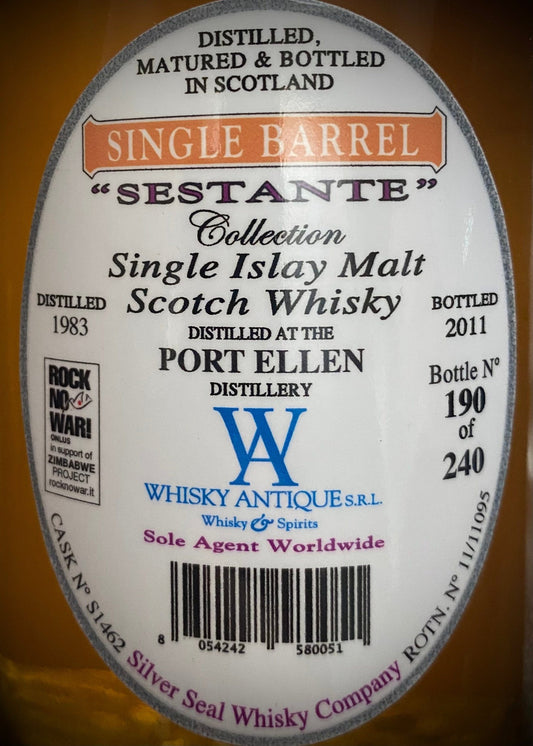 DISTILLED,
MATURED & BOTTLED
IN SCOTLAND
SINGLE BARREL
"SESTANTE"
Collection
Single Islay Malt
Scotch Whisky
DISTILLED
1983
BOTTLED
2011
DISTILLED AT THE
PORT ELLEN
DISTILLERY
Bottle Nº
190
of
240
ROCK
NO
WAR!
ONLUS
in support of
ZIMBABWE
PROJECT
rocknowar.it
WA
WHISKY ANTIQUE S.R.L.
Whisky & Spirits
Sole Agent Worldwide
8 054242 580051
CASK Nº S1462
Silver Seal Whisky Company
ROTN. Nº 11/11095